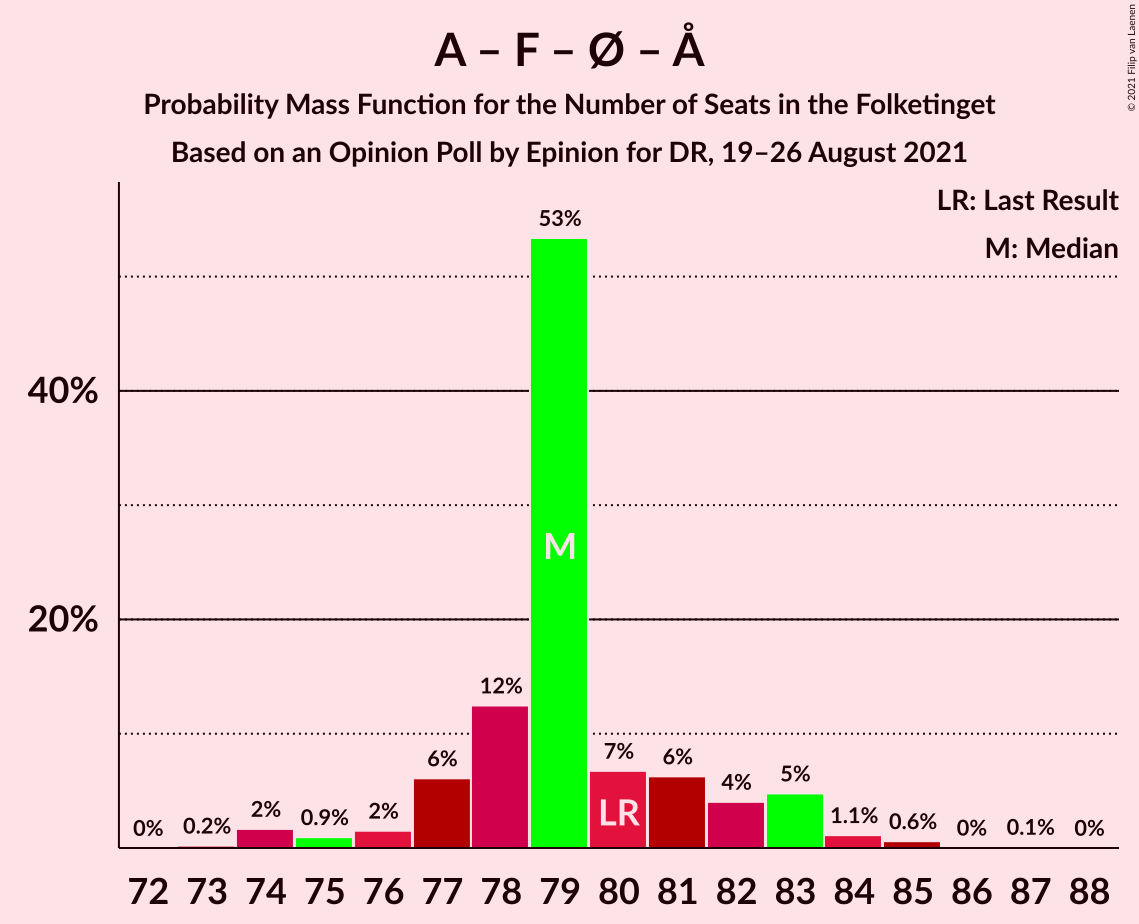 A – F – Ø – Å
Probability Mass Function for the Number of Seats in the Folketinget
Based on an Opinion Poll by Epinion for DR, 19–26 August 2021
© 2021 Filip van Laenen
LR: Last Result
M: Median
40%
20%
0%
0.2%
2%
0.9%
2%
6%
12%
53%
7%
6%
4%
5%
1.1%
0.6%
0%
0.1%
0%
M
LR
72 73 74 75 76 77 78 79 80 81 82 83 84 85 86 87 88